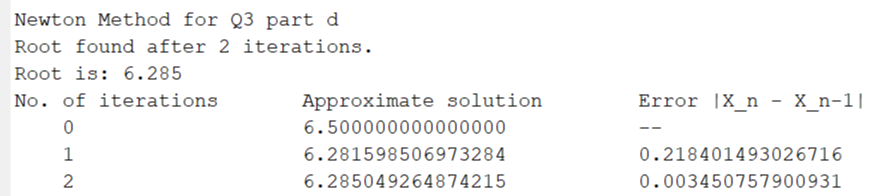 Newton Method for Q3 part d
Root found after 2 iterations.
Root is: 6.285
No. of iterations Approximate solution Error |X_n - X_n-1|
0 6.500000000000000 --
1 6.281598506973284 0.218401493026716
2 6.285049264874215 0.003450757900931